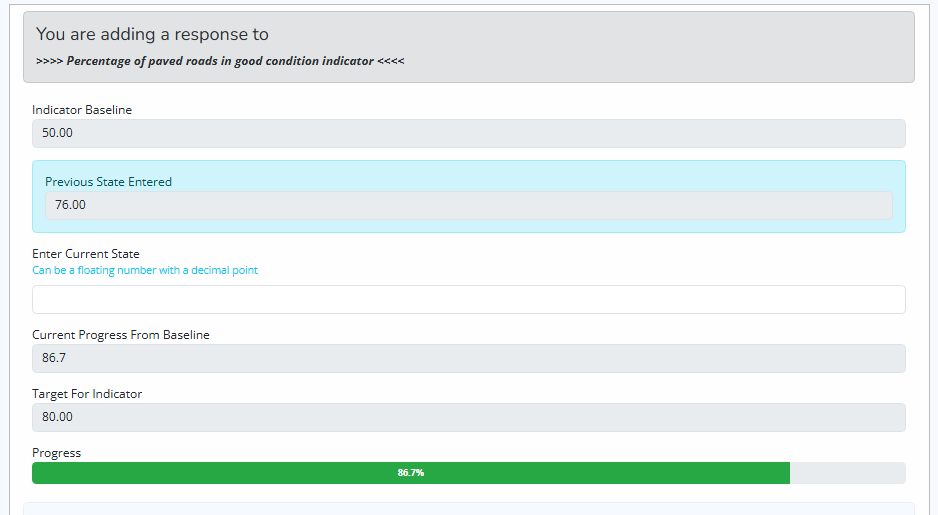 You are adding a response to
>>>> Percentage of paved roads in good condition indicator <<<<
Indicator Baseline
50.00
Previous State Entered
76.00
Enter Current State
Can be a floating number with a decimal point
Current Progress From Baseline
86.7
Target For Indicator
80.00
Progress
86.7%